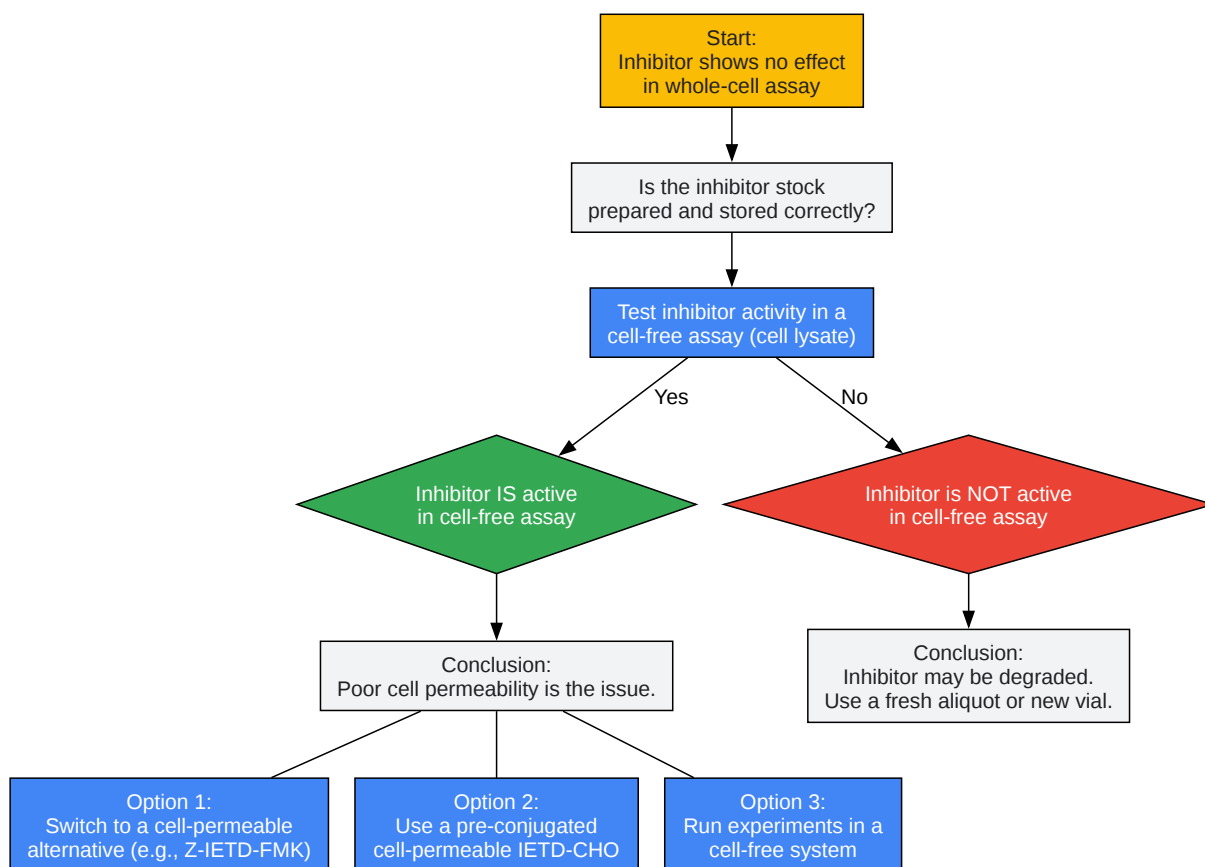 Start:
Inhibitor shows no effect
in whole-cell assay
Is the inhibitor stock
prepared and stored correctly?
Test inhibitor activity in a
cell-free assay (cell lysate)
Yes
No
Inhibitor IS active
in cell-free assay
Inhibitor is NOT active
in cell-free assay
Conclusion:
Poor cell permeability is the issue.
Conclusion:
Inhibitor may be degraded.
Use a fresh aliquot or new vial.
Option 1:
Switch to a cell-permeable
alternative (e.g., Z-IETD-FMK)
Option 2:
Use a pre-conjugated
cell-permeable IETD-CHO
Option 3:
Run experiments in a
cell-free system